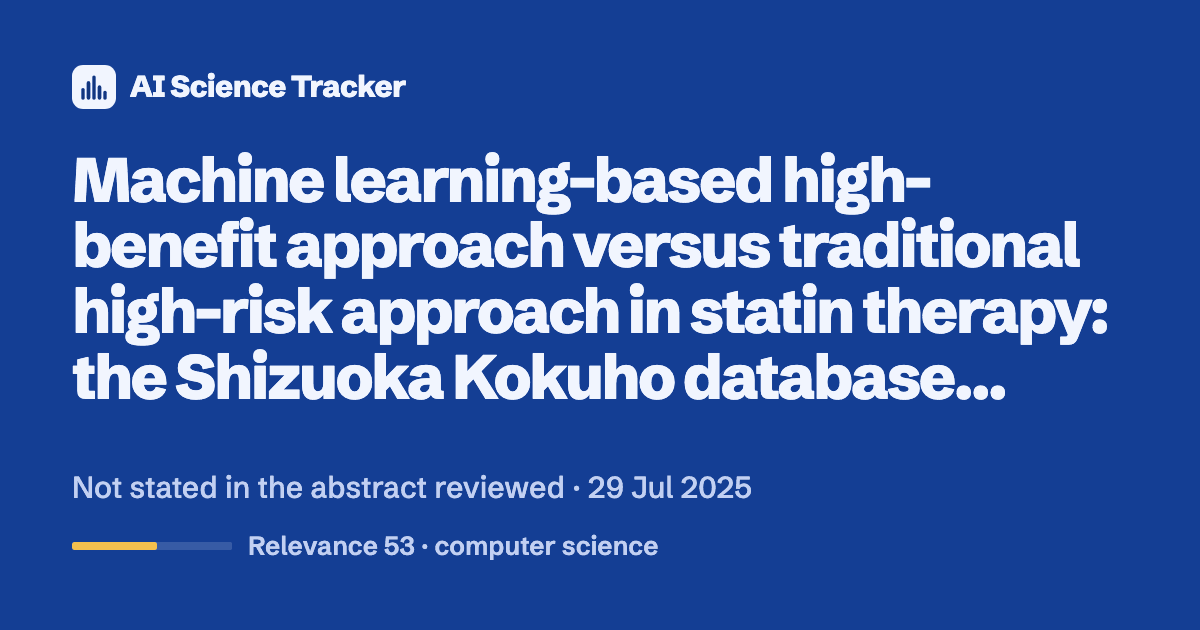 AI Science Tracker
Machine learning-based high-
benefit approach versus traditional
high-risk approach in statin therapy:
the Shizuoka Kokuho database...
Not stated in the abstract reviewed · 29 Jul 2025
Relevance 53 · computer science